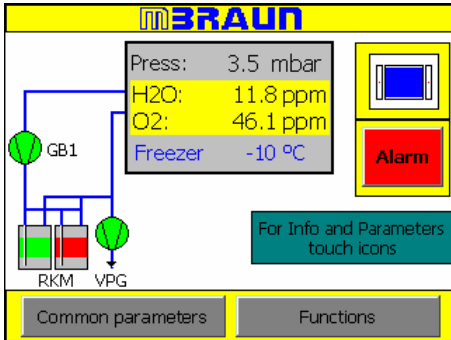 MBRAUN
Press: 3.5 mbar
H2O: 11.8 ppm
O2: 46.1 ppm
Freezer -10 ºC
GB1
Alarm
For Info and Parameters
touch icons
RKM VPG
Common parameters Functions